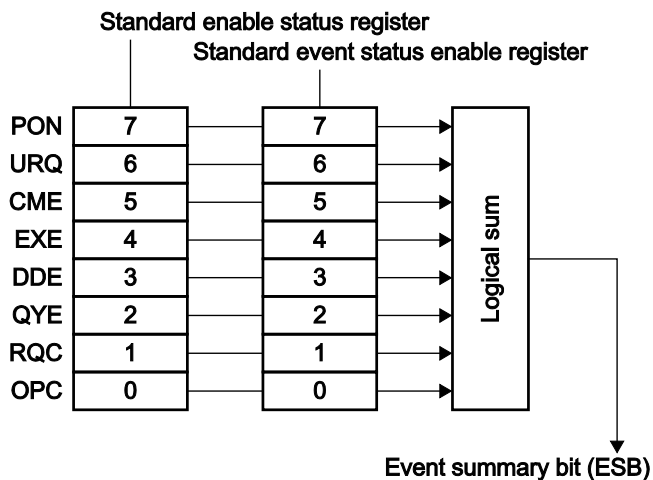 Standard enable status register
Standard event status enable register
PON 7 7
URQ 6 6
CME 5 5
EXE 4 4
DDE 3 3
QYE 2 2
RQC 1 1
OPC 0 0
Logical sum
Event summary bit (ESB)